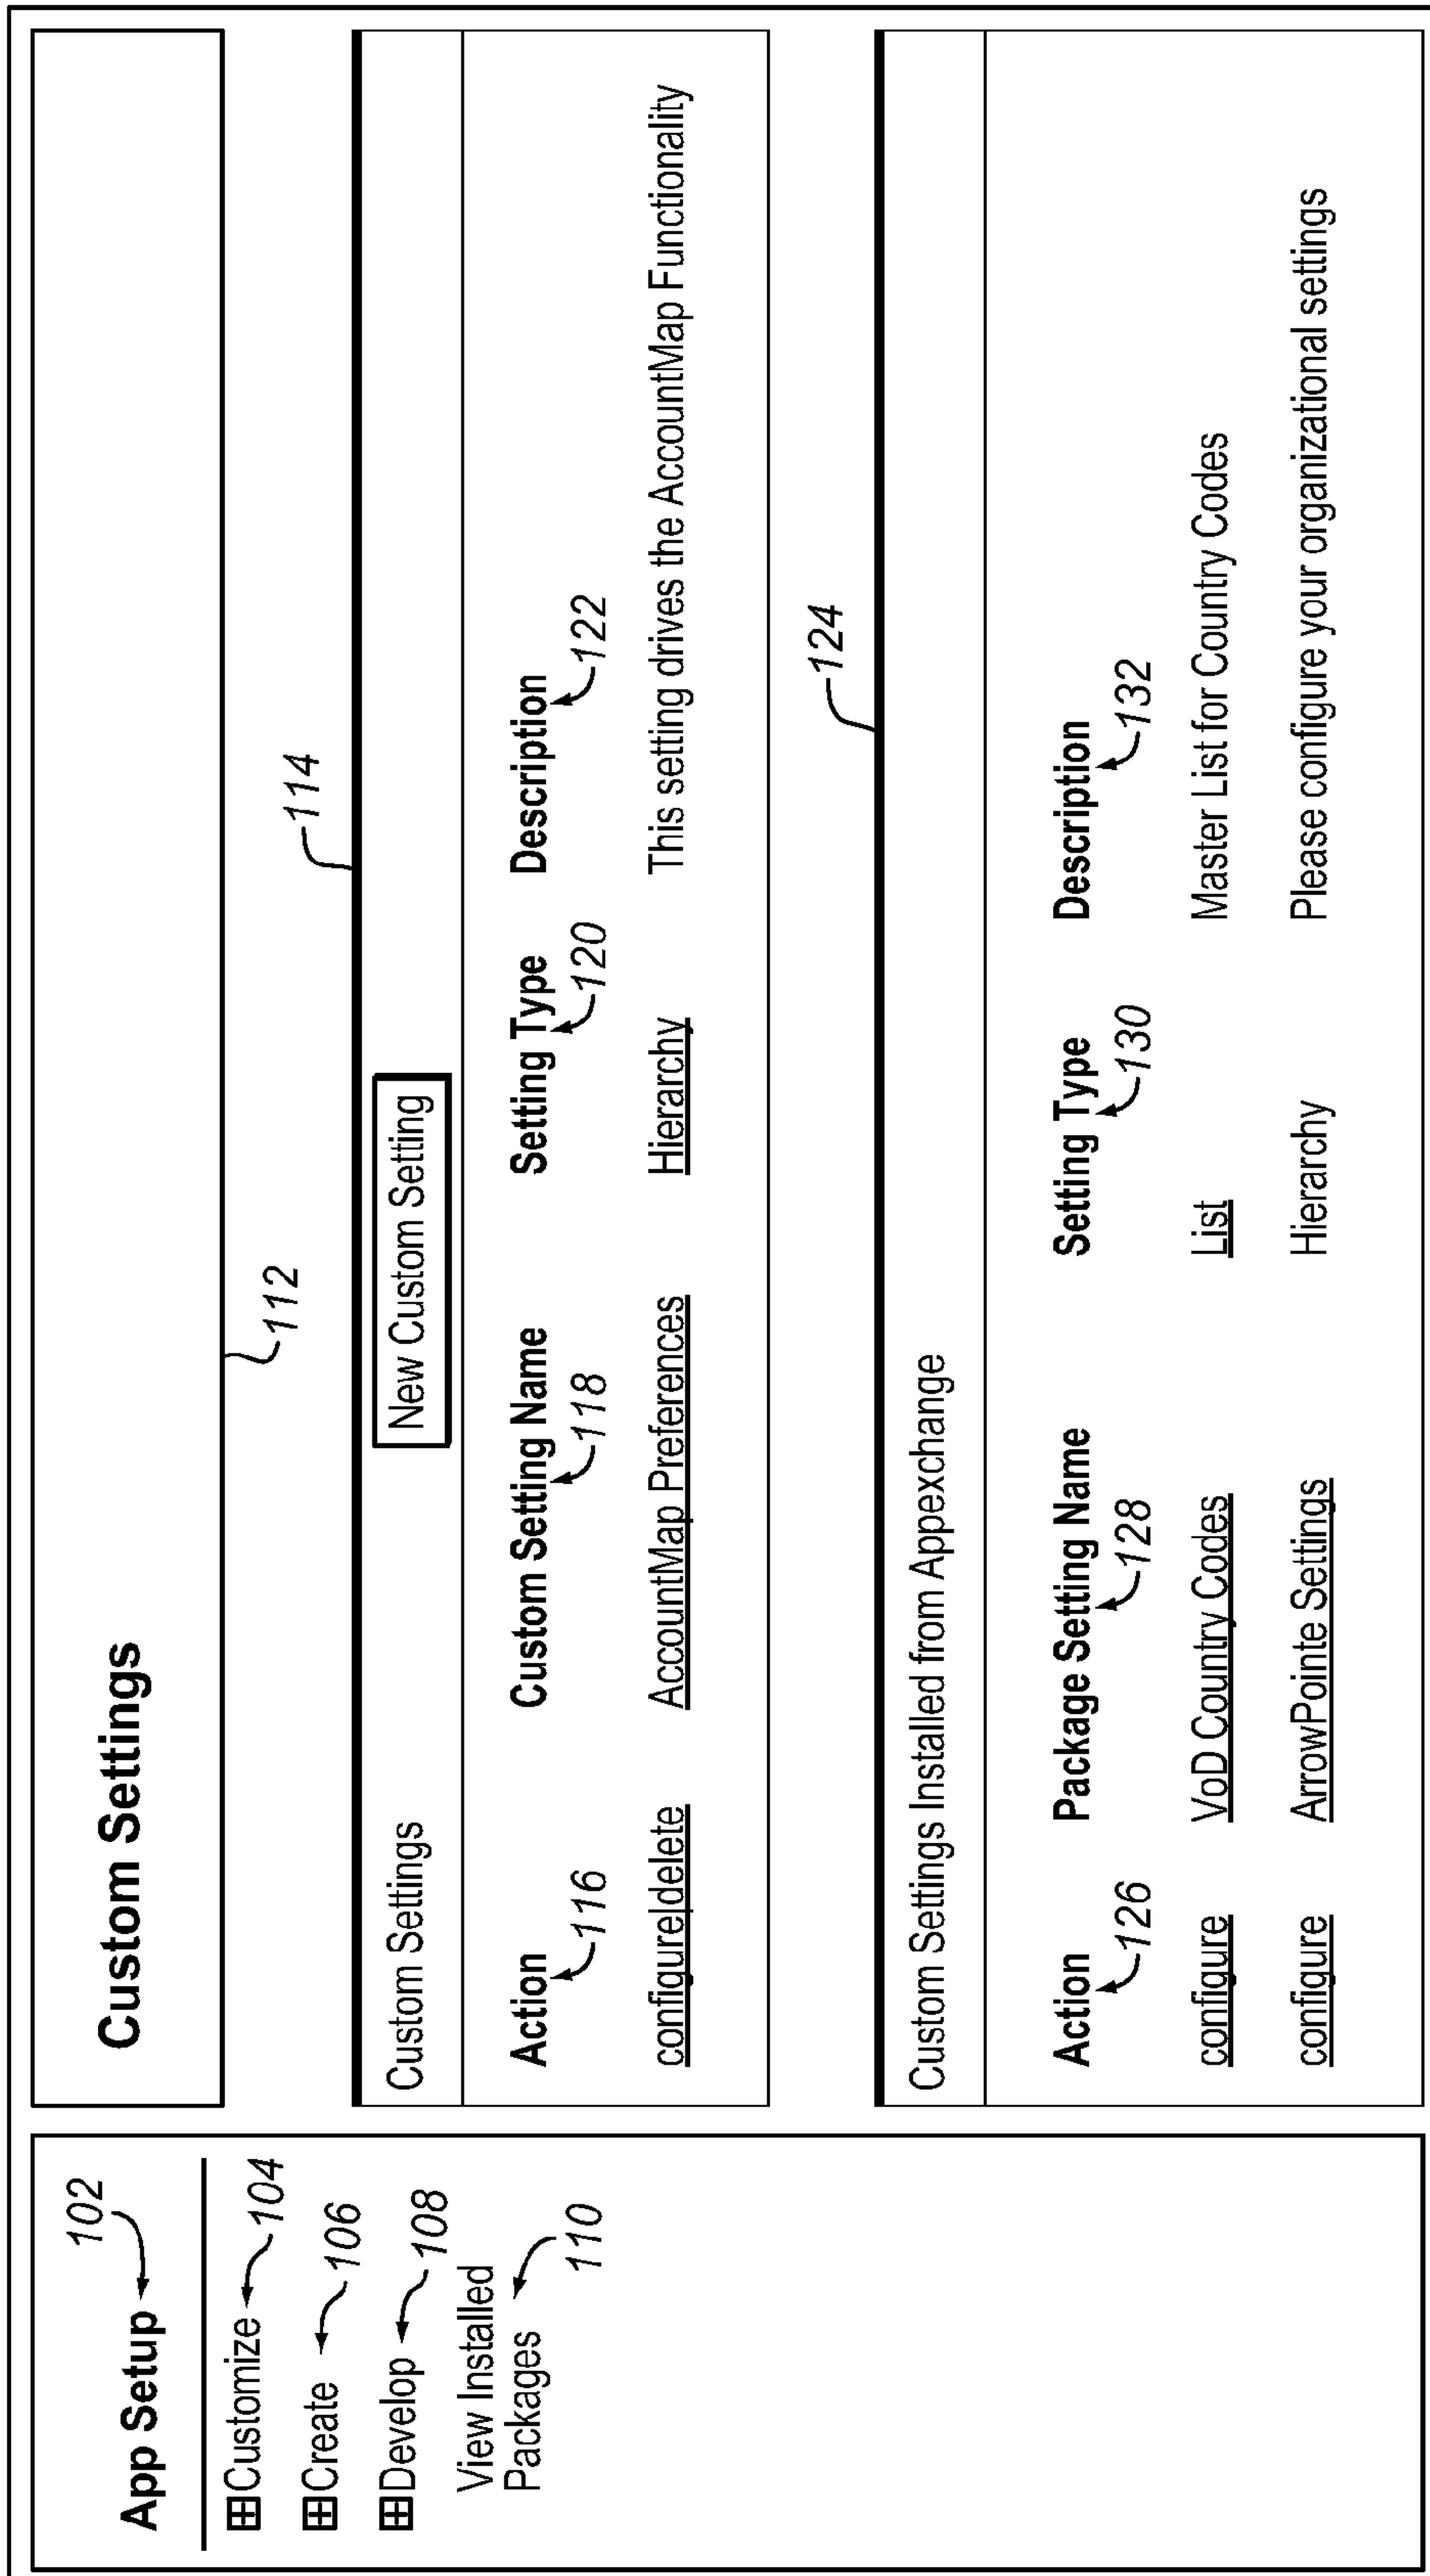 App Setup
102
Customize 104
Create 106
Develop 108
View Installed
Packages
110
Custom Settings
112
114
Custom Settings New Custom Setting
Action Custom Setting Name Setting Type Description
116 118 120 122
configure|delete AccountMap Preferences Hierarchy This setting drives the AccountMap Functionality
124
Custom Settings Installed from Appexchange
Action Package Setting Name Setting Type Description
126 128 130 132
configure VoD Country Codes List Master List for Country Codes
configure ArrowPointe Settings Hierarchy Please configure your organizational settings